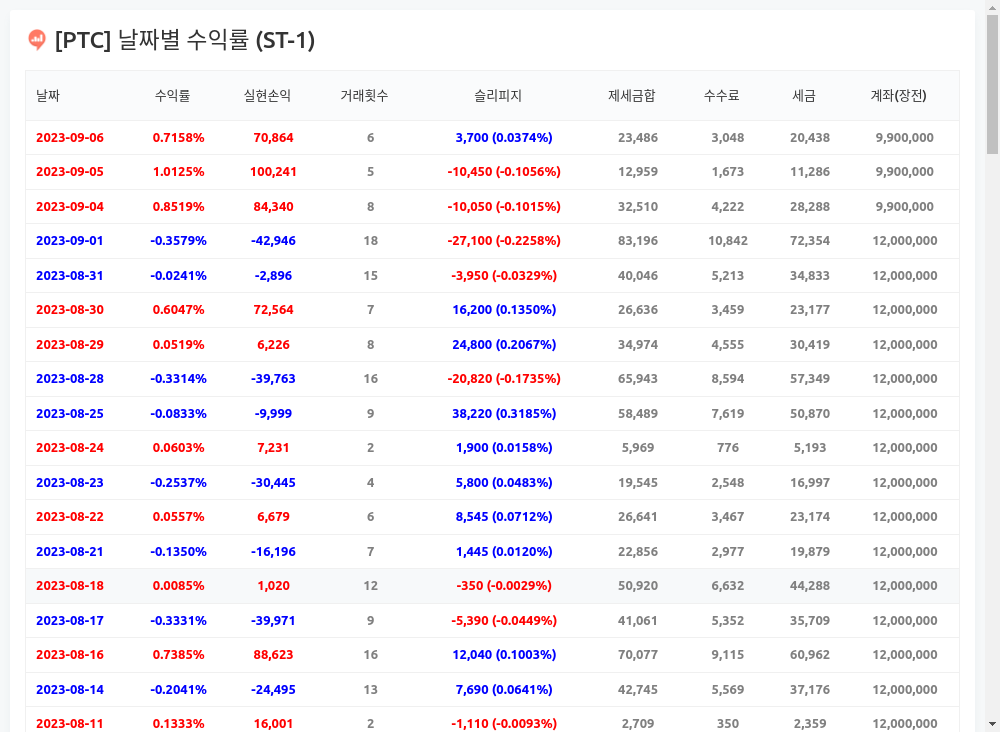 [PTC] 날짜별 수익률 (ST-1)
날짜 수익률 실현손익 거래횟수 슬리피지 제세금합 수수료 세금 계좌(장전)
2023-09-06 0.7158% 70,864 6 3,700 (0.0374%) 23,486 3,048 20,438 9,900,000
2023-09-05 1.0125% 100,241 5 -10,450 (-0.1056%) 12,959 1,673 11,286 9,900,000
2023-09-04 0.8519% 84,340 8 -10,050 (-0.1015%) 32,510 4,222 28,288 9,900,000
2023-09-01 -0.3579% -42,946 18 -27,100 (-0.2258%) 83,196 10,842 72,354 12,000,000
2023-08-31 -0.0241% -2,896 15 -3,950 (-0.0329%) 40,046 5,213 34,833 12,000,000
2023-08-30 0.6047% 72,564 7 16,200 (0.1350%) 26,636 3,459 23,177 12,000,000
2023-08-29 0.0519% 6,226 8 24,800 (0.2067%) 34,974 4,555 30,419 12,000,000
2023-08-28 -0.3314% -39,763 16 -20,820 (-0.1735%) 65,943 8,594 57,349 12,000,000
2023-08-25 -0.0833% -9,999 9 38,220 (0.3185%) 58,489 7,619 50,870 12,000,000
2023-08-24 0.0603% 7,231 2 1,900 (0.0158%) 5,969 776 5,193 12,000,000
2023-08-23 -0.2537% -30,445 4 5,800 (0.0483%) 19,545 2,548 16,997 12,000,000
2023-08-22 0.0557% 6,679 6 8,545 (0.0712%) 26,641 3,467 23,174 12,000,000
2023-08-21 -0.1350% -16,196 7 1,445 (0.0120%) 22,856 2,977 19,879 12,000,000
2023-08-18 0.0085% 1,020 12 -350 (-0.0029%) 50,920 6,632 44,288 12,000,000
2023-08-17 -0.3331% -39,971 9 -5,390 (-0.0449%) 41,061 5,352 35,709 12,000,000
2023-08-16 0.7385% 88,623 16 12,040 (0.1003%) 70,077 9,115 60,962 12,000,000
2023-08-14 -0.2041% -24,495 13 7,690 (0.0641%) 42,745 5,569 37,176 12,000,000
2023-08-11 0.1333% 16,001 2 -1,110 (-0.0093%) 2,709 350 2,359 12,000,000